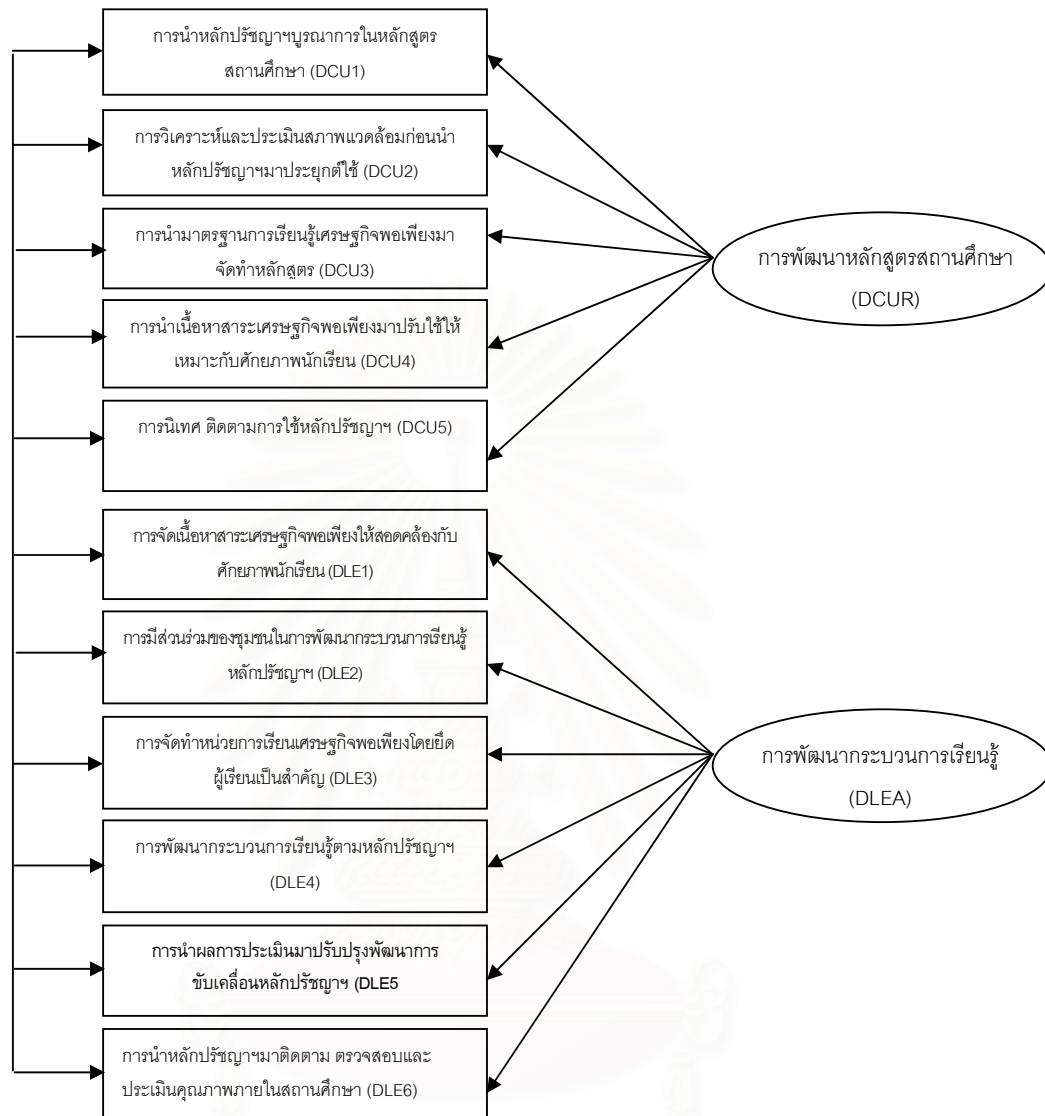 การนำหลักปรัชญาฯบูรณาการในหลักสูตร
สถานศึกษา (DCU1)
การวิเคราะห์และประเมินสภาพแวดล้อมก่อนนำ
หลักปรัชญาฯมาประยุกต์ใช้ (DCU2)
การนำมาตรฐานการเรียนรู้เศรษฐกิจพอเพียงมา
จัดทำหลักสูตร (DCU3)
การนำเนื้อหาสาระเศรษฐกิจพอเพียงมาปรับใช้ให้
เหมาะกับศักยภาพนักเรียน (DCU4)
การนิเทศ ติดตามการใช้หลักปรัชญาฯ (DCU5)
การพัฒนาหลักสูตรสถานศึกษา
(DCUR)
การจัดเนื้อหาสาระเศรษฐกิจพอเพียงให้สอดคล้องกับ
ศักยภาพนักเรียน (DLE1)
การมีส่วนร่วมของชุมชนในการพัฒนากระบวนการเรียนรู้
หลักปรัชญาฯ (DLE2)
การจัดทำหน่วยการเรียนเศรษฐกิจพอเพียงโดยยึด
ผู้เรียนเป็นสำคัญ (DLE3)
การพัฒนากระบวนการเรียนรู้ตามหลักปรัชญาฯ
(DLE4)
การนำผลการประเมินมาปรับปรุงพัฒนาการ
ขับเคลื่อนหลักปรัชญาฯ (DLE5
การนำหลักปรัชญาฯมาติดตาม ตรวจสอบและ
ประเมินคุณภาพภายในสถานศึกษา (DLE6)
การพัฒนากระบวนการเรียนรู้
(DLEA)